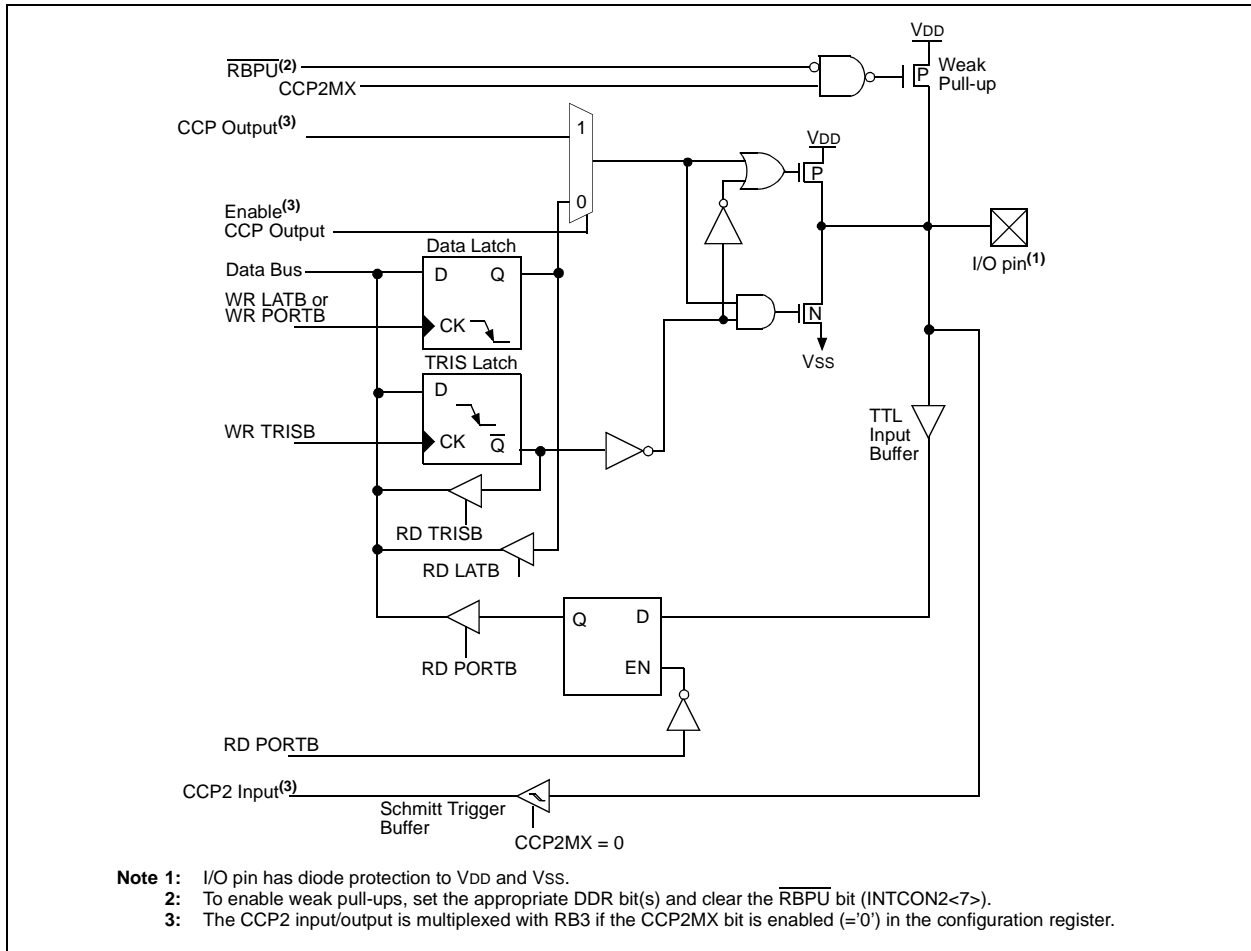 VDD
RBPU(2)
Weak
Pull-up
P
CCP2MX
CCP Output(3)
1
VDD
P
0
Enable(3)
CCP Output
I/O pin(1)
Data Latch
Data Bus
D Q
WR LATB or
WR PORTB
CK
N
VSS
TRIS Latch
D
TTL
Input
Buffer
WR TRISB
CK Q
RD TRISB
RD LATB
Q D
RD PORTB
EN
RD PORTB
CCP2 Input(3)
Schmitt Trigger
Buffer
CCP2MX = 0
Note 1: I/O pin has diode protection to VDD and VSS.
2: To enable weak pull-ups, set the appropriate DDR bit(s) and clear the RBPU bit (INTCON2<7>).
3: The CCP2 input/output is multiplexed with RB3 if the CCP2MX bit is enabled (='0') in the configuration register.